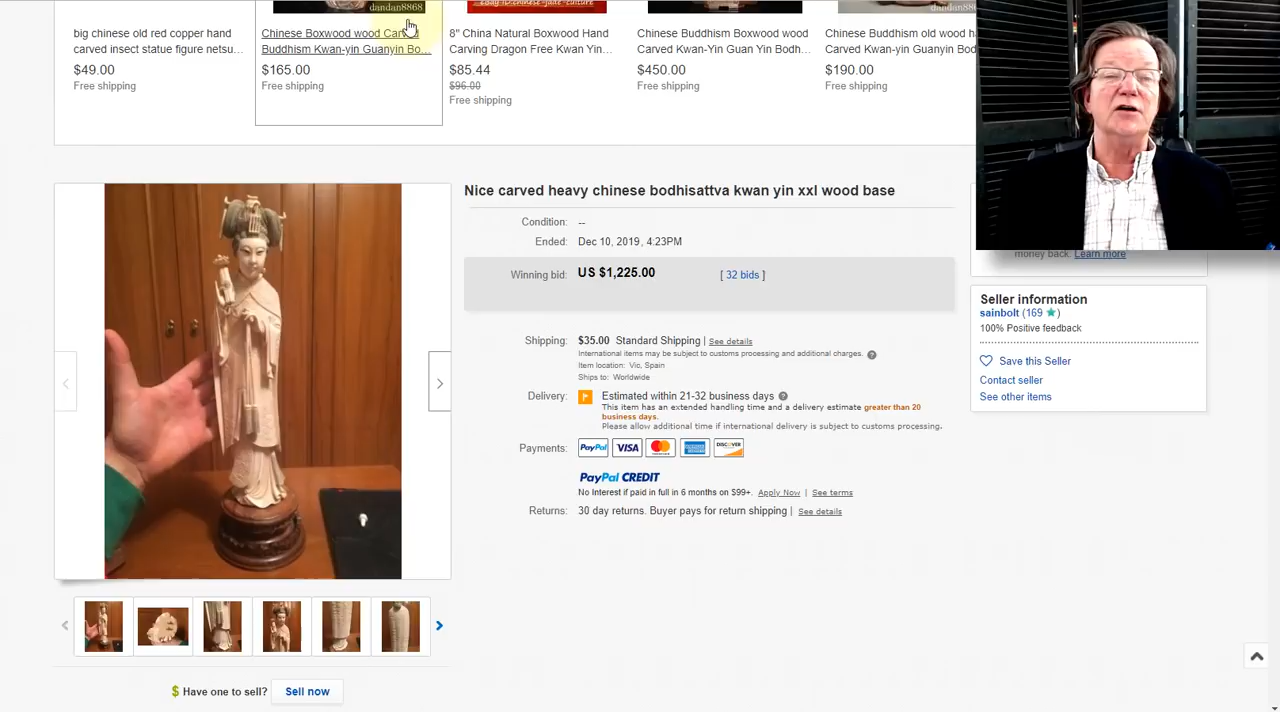 dandan8868
eBay ID:chinese-jade-culture
dandan8868
big chinese old red copper hand
carved insect statue figure netsu...
$49.00
Free shipping
Chinese Boxwood wood Carved
Buddhism Kwan-yin Guanyin Bo...
$165.00
Free shipping
8" China Natural Boxwood Hand
Carving Dragon Free Kwan Yin...
$85.44
$96.00
Free shipping
Chinese Buddhism Boxwood wood
Carved Kwan-Yin Guan Yin Bodh...
$450.00
Free shipping
Chinese Buddhism old wood
Carved Kwan-Yin Guanyin Bo
$190.00
Free shipping
Nice carved heavy chinese bodhisattva kwan yin xxl wood base
Condition: --
Ended: Dec 10, 2019, 4:23PM
Winning bid: US $1,225.00 [ 32 bids ]
Shipping: $35.00 Standard Shipping | See details
International items may be subject to customs processing and additional charges.
Item location: Vic, Spain
Ships to: Worldwide
Delivery: Estimated within 21-32 business days
This item has an extended handling time and a delivery estimate greater than 20
business days.
Please allow additional time if international delivery is subject to customs processing.
Payments: PayPal VISA MasterCard DISCOVER
PayPal CREDIT
No Interest if paid in full in 6 months on $99+. Apply Now | See terms
Returns: 30 day returns. Buyer pays for return shipping | See details
money back. Learn more
Seller information
sainbolt (169 )
100% Positive feedback
Save this Seller
Contact seller
See other items
$ Have one to sell? Sell now